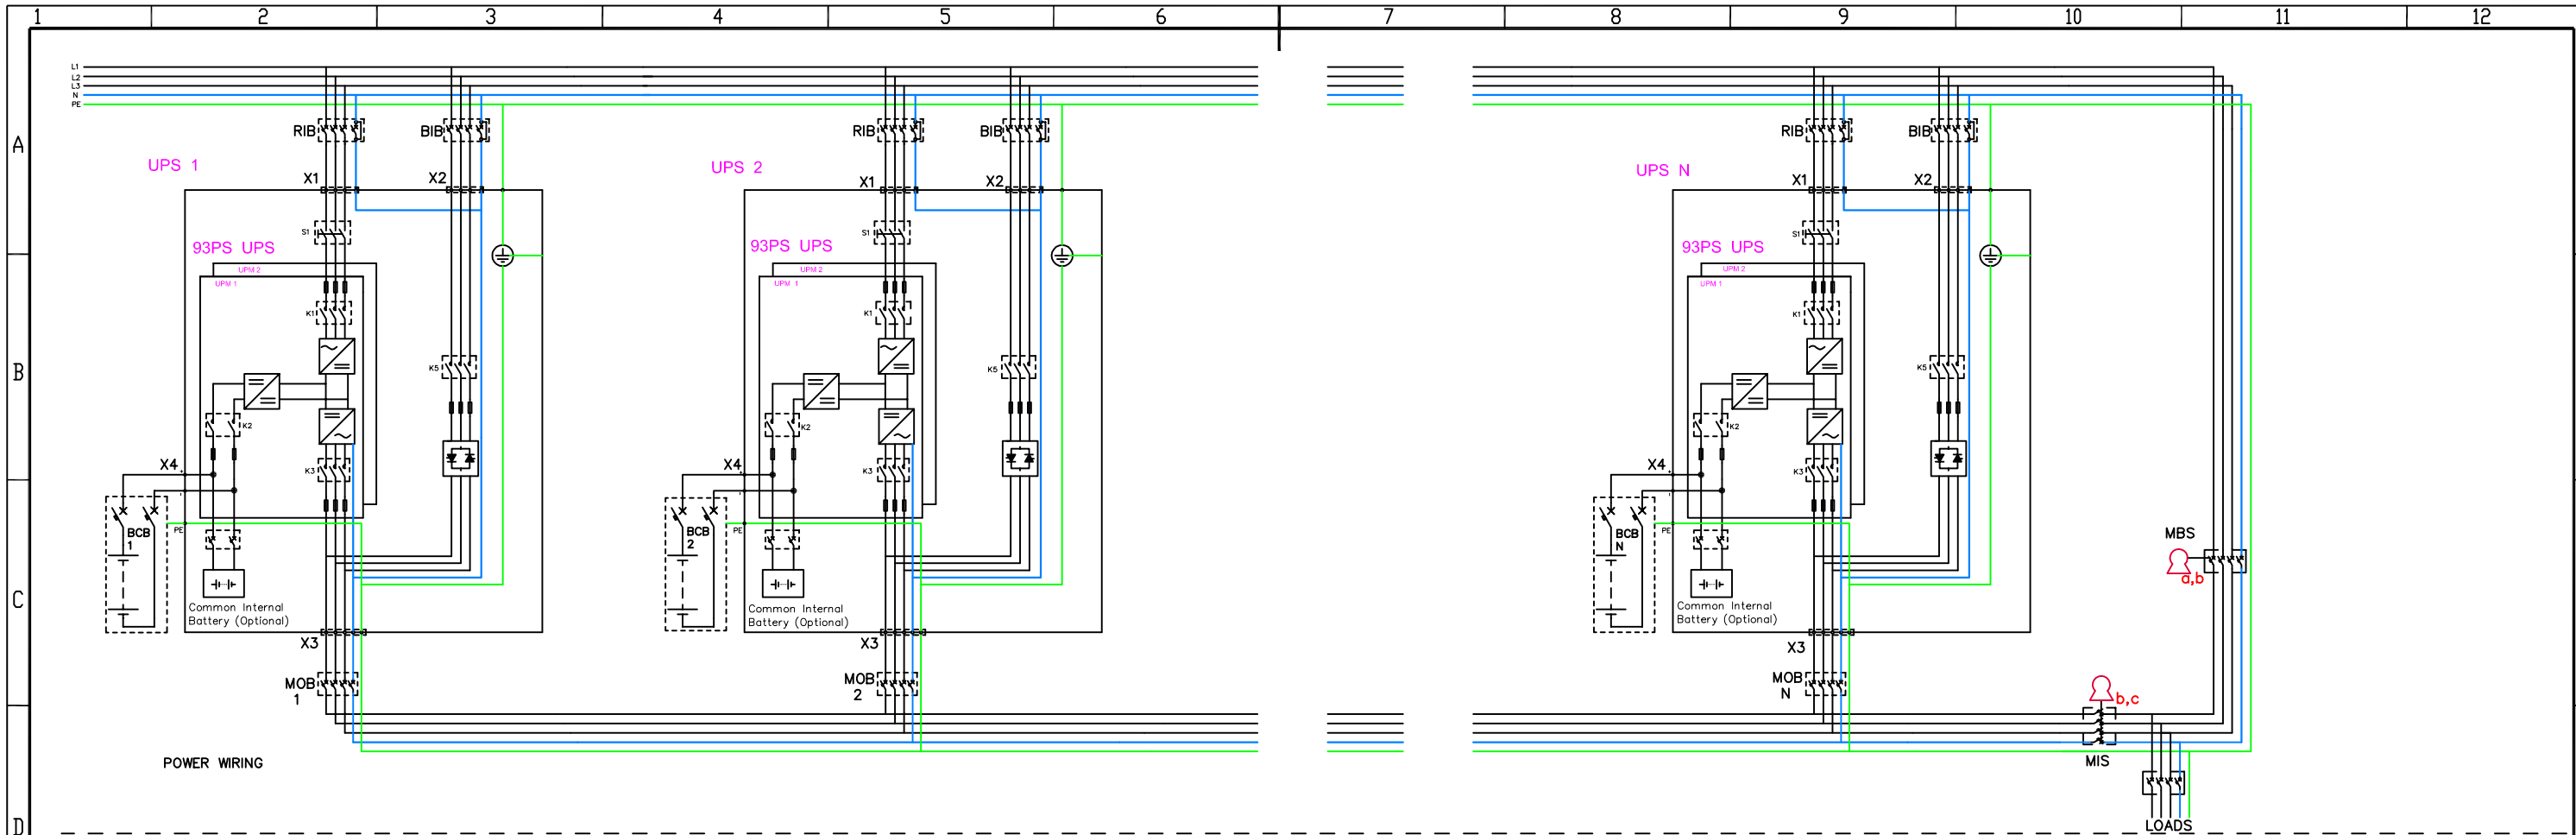 1 2 3 4 5 6 7 8 9 10 11 12
L1
L2
L3
N
PE
A
B
C
D
RIB
BIB
UPS 1
X1
X2
S1
93PS UPS
UPM 2
UPM 1
K1
K5
K2
X4
K3
+
-
BCB
1
PE
Common Internal
Battery (Optional)
X3
MOB
1
RIB
BIB
UPS 2
X1
X2
S1
93PS UPS
UPM 2
UPM 1
K1
K5
K2
X4
K3
+
-
BCB
2
PE
Common Internal
Battery (Optional)
X3
MOB
2
RIB
BIB
UPS N
X1
X2
S1
93PS UPS
UPM 2
UPM 1
K1
K5
K2
X4
K3
+
-
BCB
N
PE
Common Internal
Battery (Optional)
X3
MOB
N
MBS
a,b
b,c
MIS
LOADS
POWER WIRING